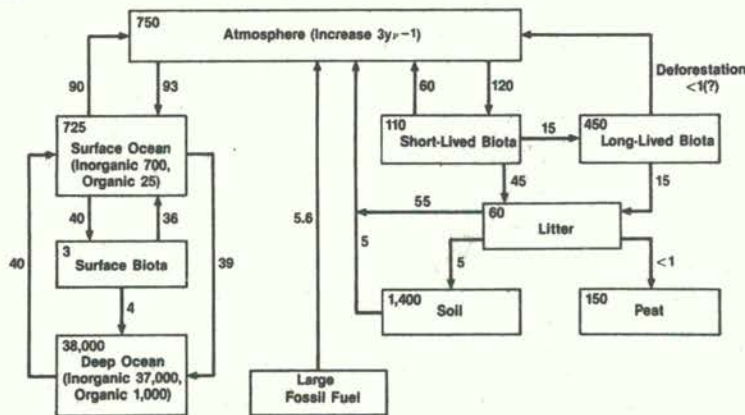 750
Atmosphere (Increase 3yr-1)
90
93
60
120
Deforestation
<1(?)
725
Surface Ocean
(Inorganic 700,
Organic 25)
110
Short-Lived Biota
15
450
Long-Lived Biota
40
36
45
15
5.6
55
60
Litter
40
3
Surface Biota
39
5
5
<1
4
1,400
Soil
150
Peat
38,000
Deep Ocean
(Inorganic 37,000,
Organic 1,000)
Large
Fossil Fuel